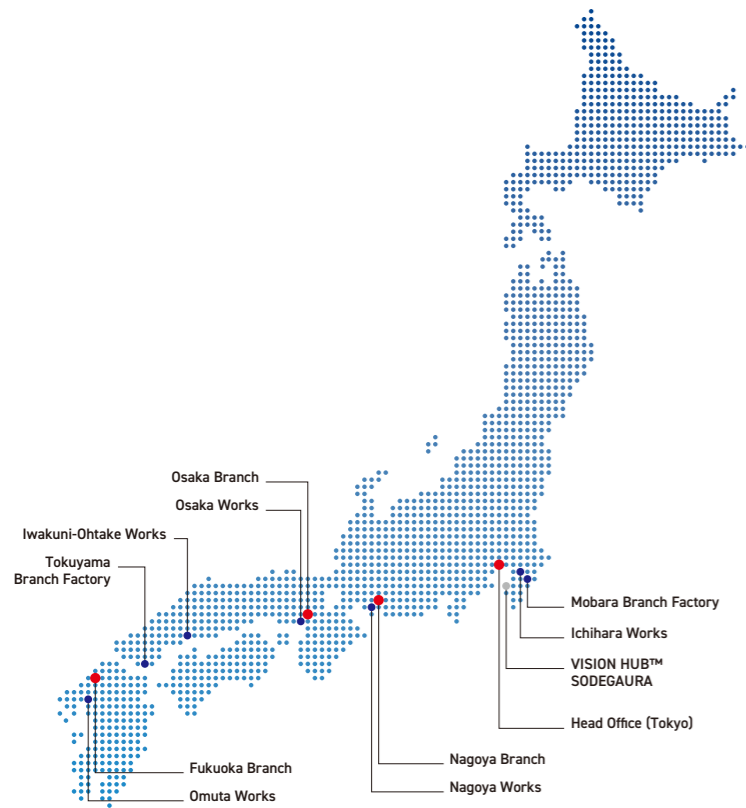 Osaka Branch
Osaka Works
Iwakuni-Ohtake Works
Tokuyama
Branch Factory
Mobara Branch Factory
Ichihara Works
VISION HUB™
SODEGAURA
Head Office (Tokyo)
Nagoya Branch
Nagoya Works
Fukuoka Branch
Omuta Works